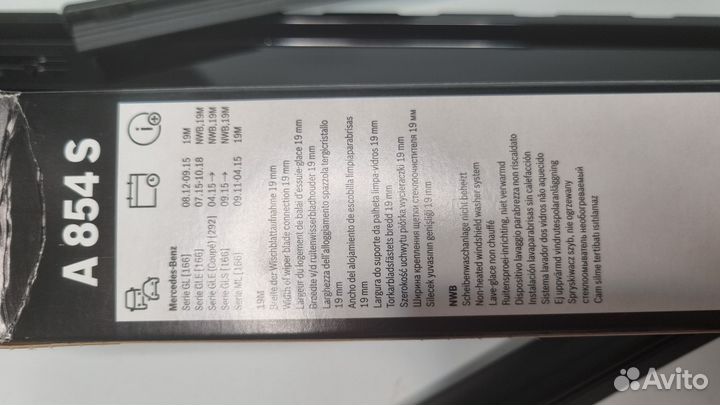 A 854 S
Mercedes-Benz
Serie GL [166] 08.12-09.15 19M
Serie GLE [166] 07.15-10.18 NWB, 19M
Serie GLE (Coupé) [292] 04.15→ NWB, 19M
Serie GLS [166] 09.15→ NWB, 19M
Serie ML [166] 09.11-04.15 19M
19M
Breite der Wischblattaufnahme 19 mm
Width of wiper blade connection 19 mm
Largeur du logement de balai d'essuie-glace 19 mm
Breedte v/d ruitenwisserbladhouder 19 mm
Larghezza dell'alloggiamento spazzola tergicristallo
19 mm
Ancho del alojamiento de escobilla limpiaparabrisas
19 mm
Largura do suporte da palheta limpa-vidros 19 mm
Torkarbladsfästets bredd 19 mm
Szerokość uchwytu piórka wycieraczki 19 mm
Ширина крепления щетки стеклоочистителя 19 мм
Silecek yuvasının genişliği 19 mm
NWB
Scheibenwaschanlage nicht beheizt
Non-heated windshield washer system
Lave-glace non chauffé
Ruitensproei-inrichting, niet verwarmd
Dispositivo lavaggio parabrezza non riscaldato
Instalación lavaparabrisas sin calefacción
Sistema lavador dos vidros não aquecido
Ej uppvärmd vindrutespolaranläggning
Spryskiwacz szyb, nie ogrzewany
стеклоомыватель необогреваемый
Cam silme tertibatı ısıtılamaz
Avito